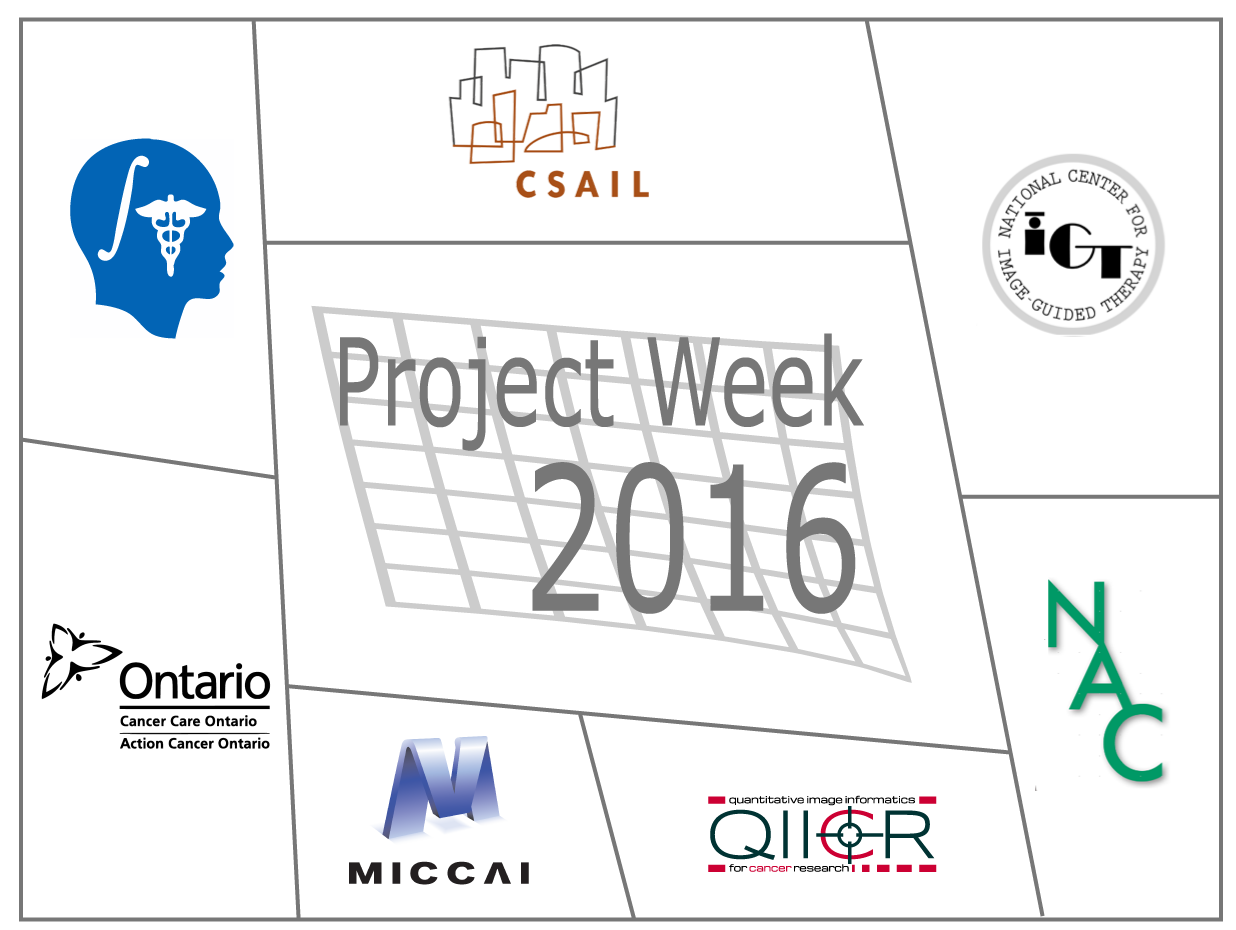 CSAIL
NATIONAL CENTER FOR
IGT
IMAGE-GUIDED THERAPY
Project Week
2016
NAC
Ontario
Cancer Care Ontario
Action Cancer Ontario
MICCAI
quantitative image informatics
QIICR
for cancer research